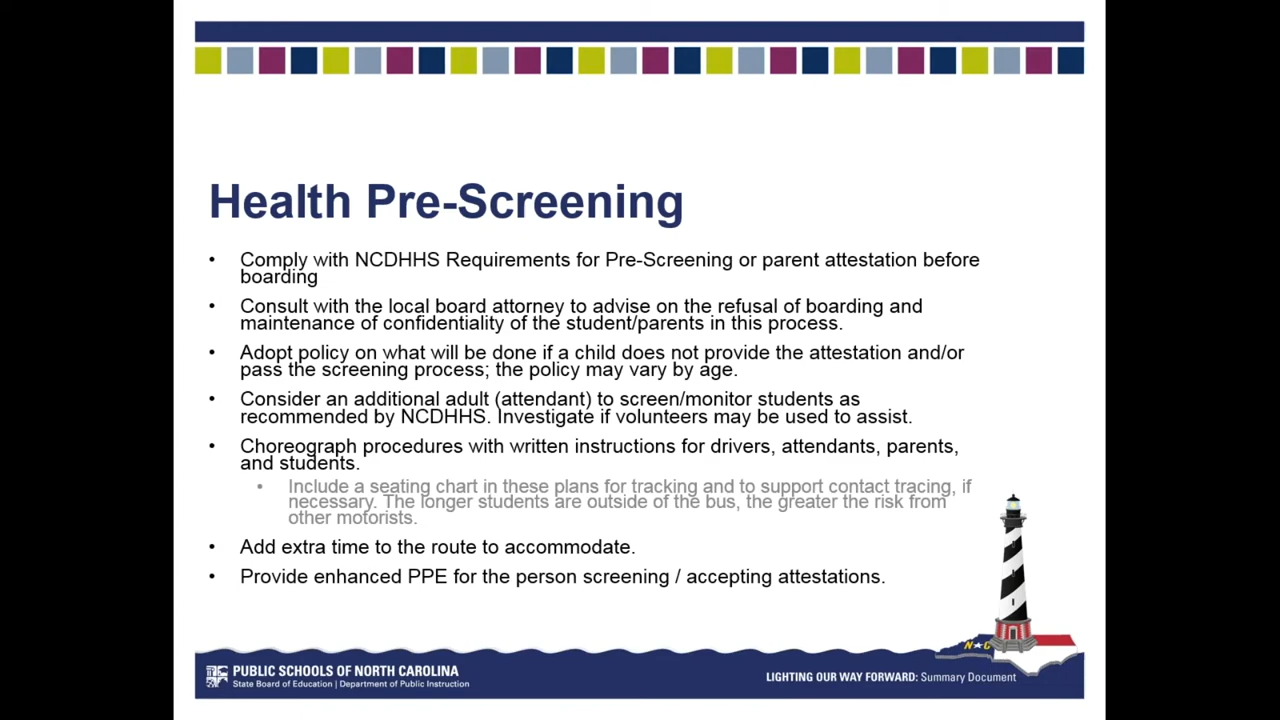 Health Pre-Screening
• Comply with NCDHHS Requirements for Pre-Screening or parent attestation before
boarding
• Consult with the local board attorney to advise on the refusal of boarding and
maintenance of confidentiality of the student/parents in this process.
• Adopt policy on what will be done if a child does not provide the attestation and/or
pass the screening process; the policy may vary by age.
• Consider an additional adult (attendant) to screen/monitor students as
recommended by NCDHHS. Investigate if volunteers may be used to assist.
• Choreograph procedures with written instructions for drivers, attendants, parents,
and students.
• Include a seating chart in these plans for tracking and to support contact tracing, if
necessary. The longer students are outside of the bus, the greater the risk from
other motorists.
• Add extra time to the route to accommodate.
• Provide enhanced PPE for the person screening / accepting attestations.
N★C
PUBLIC SCHOOLS OF NORTH CAROLINA
State Board of Education | Department of Public Instruction
LIGHTING OUR WAY FORWARD: Summary Document